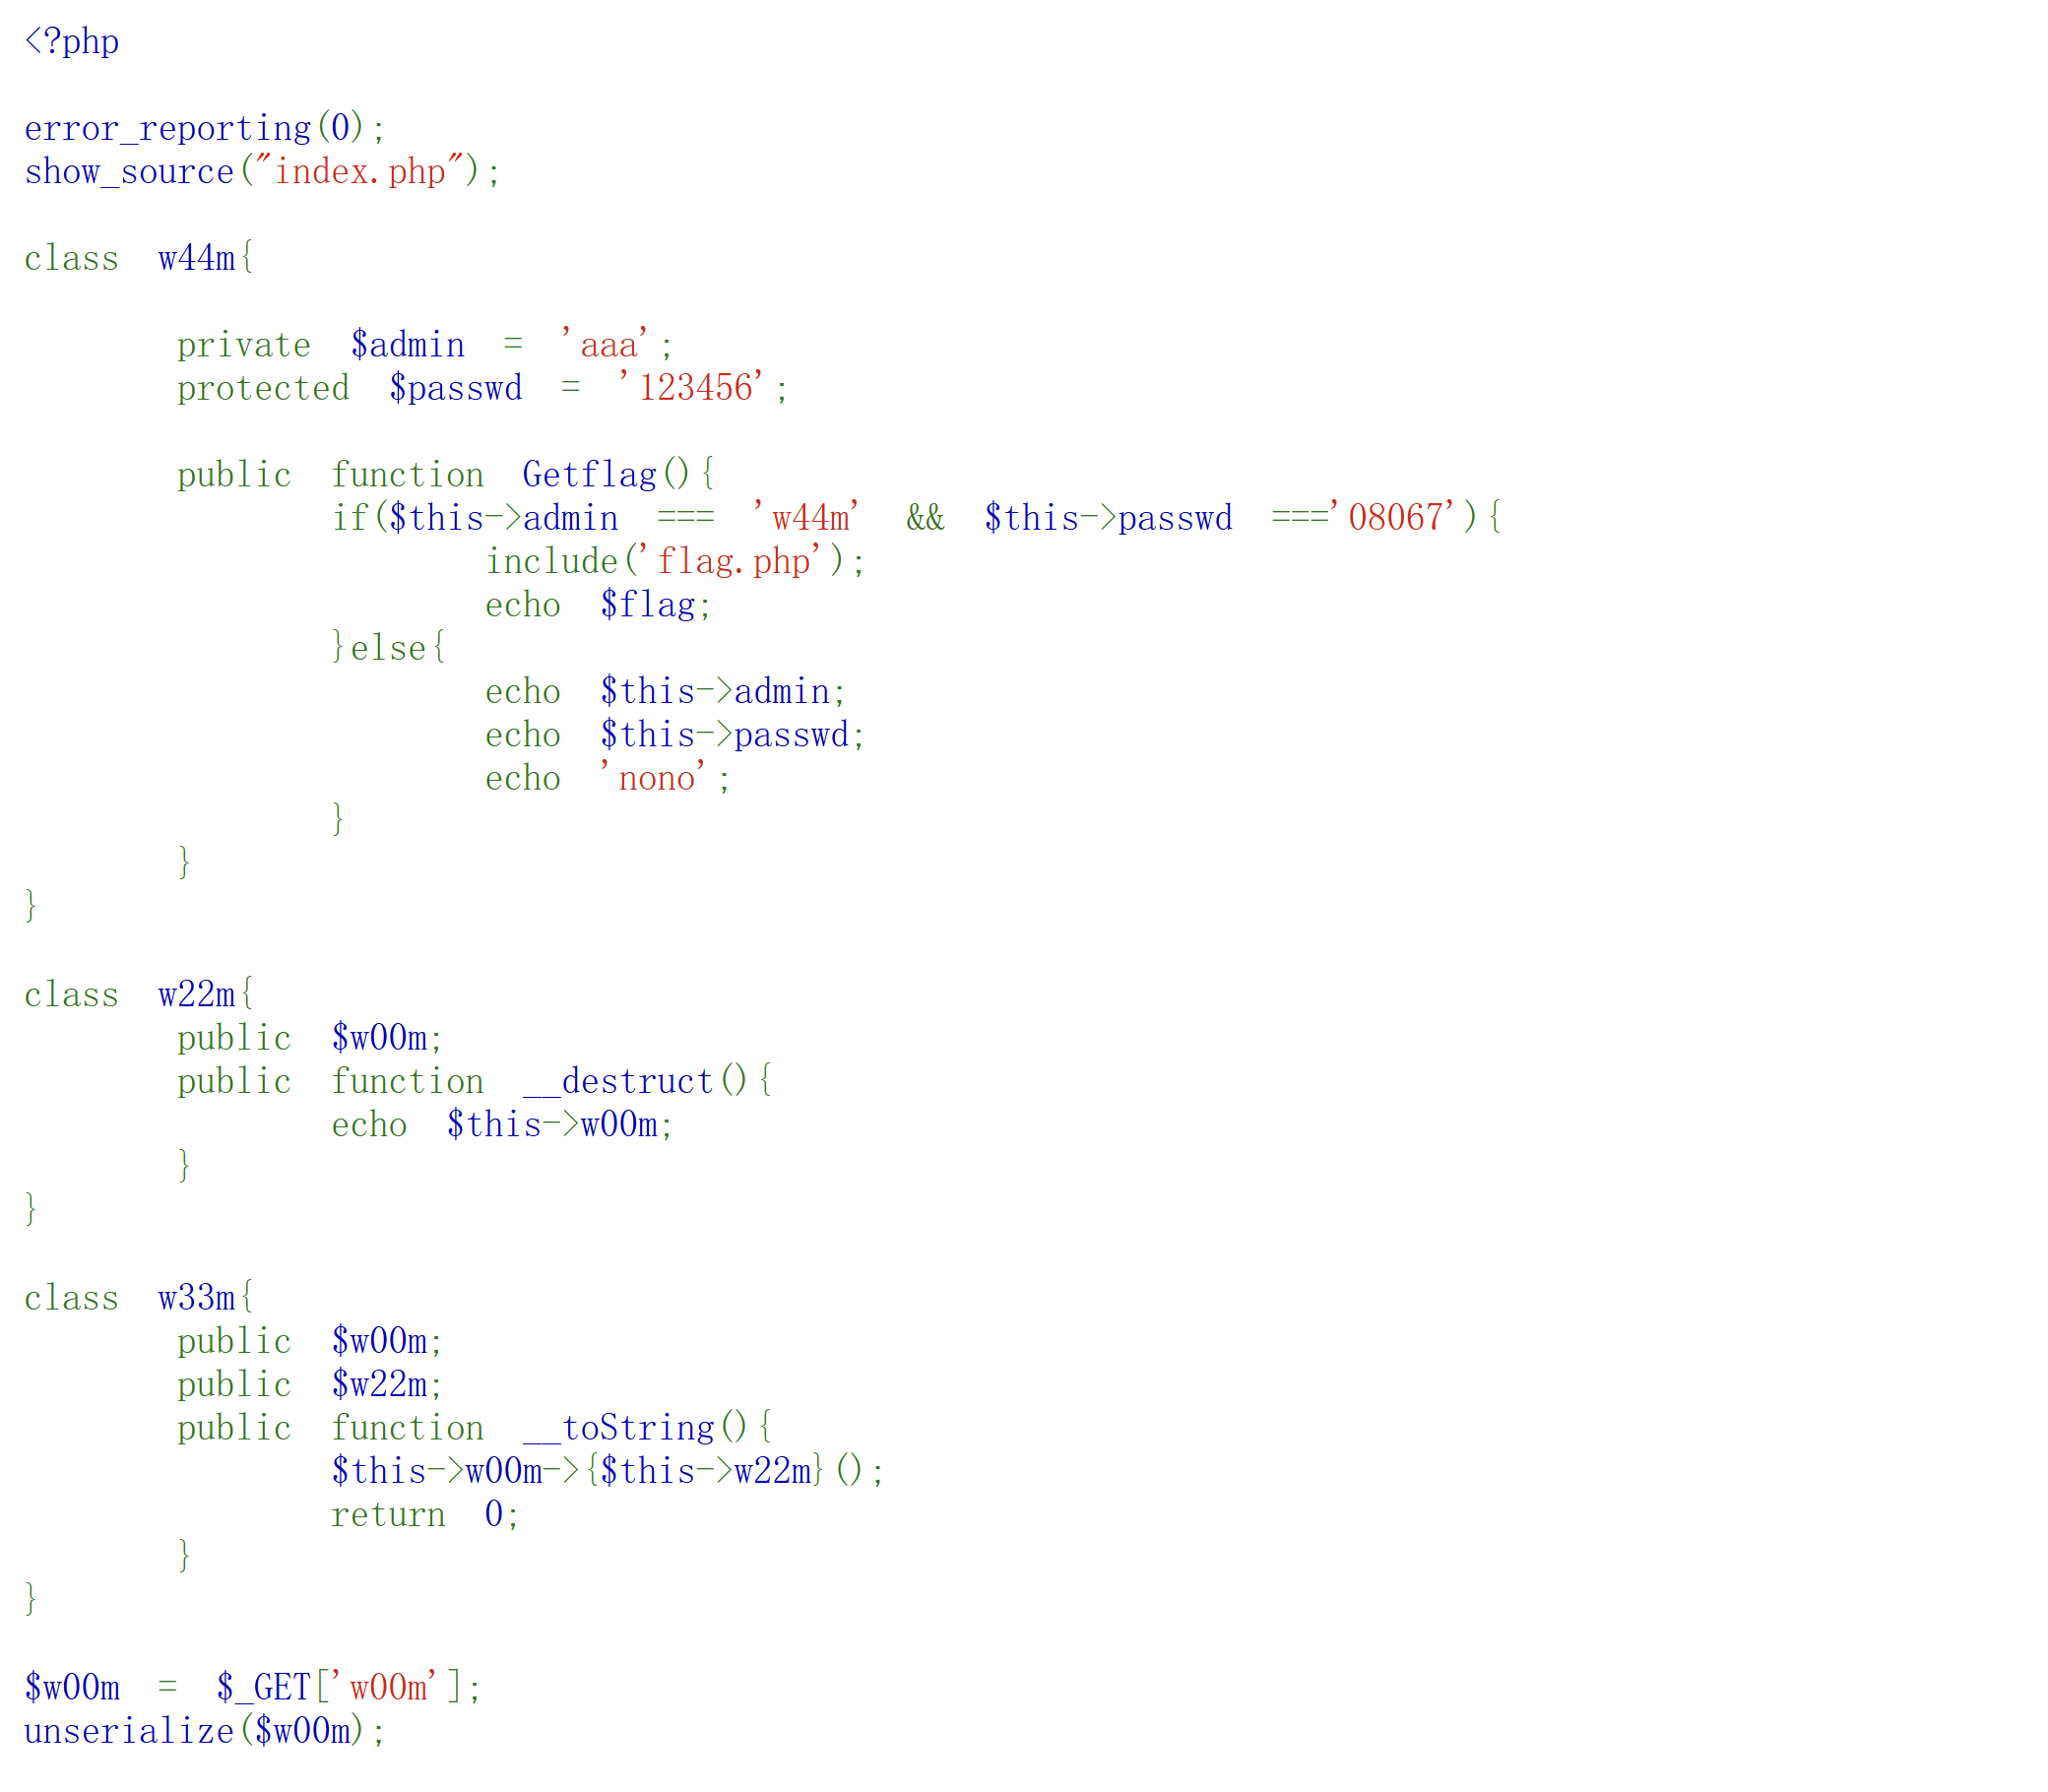 <?php

error_reporting(0);
show_source("index.php");

class w44m{

        private $admin = 'aaa';
        protected $passwd = '123456';

        public function Getflag(){
                if($this->admin === 'w44m' && $this->passwd ==='08067'){
                        include('flag.php');
                        echo $flag;
                }else{
                        echo $this->admin;
                        echo $this->passwd;
                        echo 'nono';
                }
        }
}

class w22m{
        public $w00m;
        public function __destruct(){
                echo $this->w00m;
        }
}

class w33m{
        public $w00m;
        public $w22m;
        public function __toString(){
                $this->w00m->{$this->w22m}();
                return 0;
        }
}

$w00m = $_GET['w00m'];
unserialize($w00m);